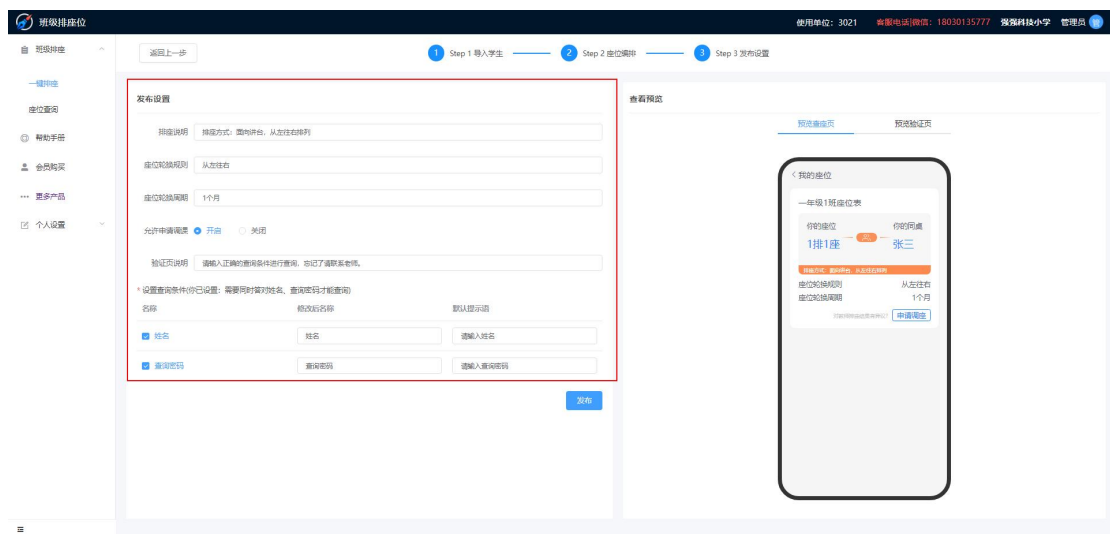 班级排座位
使用单位：3021 客服电话|微信：18030135777 强强科技小学 管理员 管
班级排座
一键排座
座位查询
帮助手册
会员购买
更多产品
个人设置
返回上一步
1 Step 1 导入学生 2 Step 2 座位编排 3 Step 3 发布设置
发布设置
排座说明 排座方式：面向讲台，从左往右排列
座位轮换规则 从左往右
座位轮换周期 1个月
允许申请调座 开启 关闭
验证页说明 请输入正确的查询条件进行查询，忘记了请联系老师。
* 设置查询条件(你已设置：需要同时答对姓名、查询密码才能查询)
名称 修改后名称 默认提示语
姓名 姓名 请输入姓名
查询密码 查询密码 请输入查询密码
发布
查看预览
预览查座页 预览验证页
< 我的座位
一年级1班座位表
你的座位 你的同桌
1排1座 张三
排座方式：面向讲台，从左往右排列
座位轮换规则 从左往右
座位轮换周期 1个月
申请调座